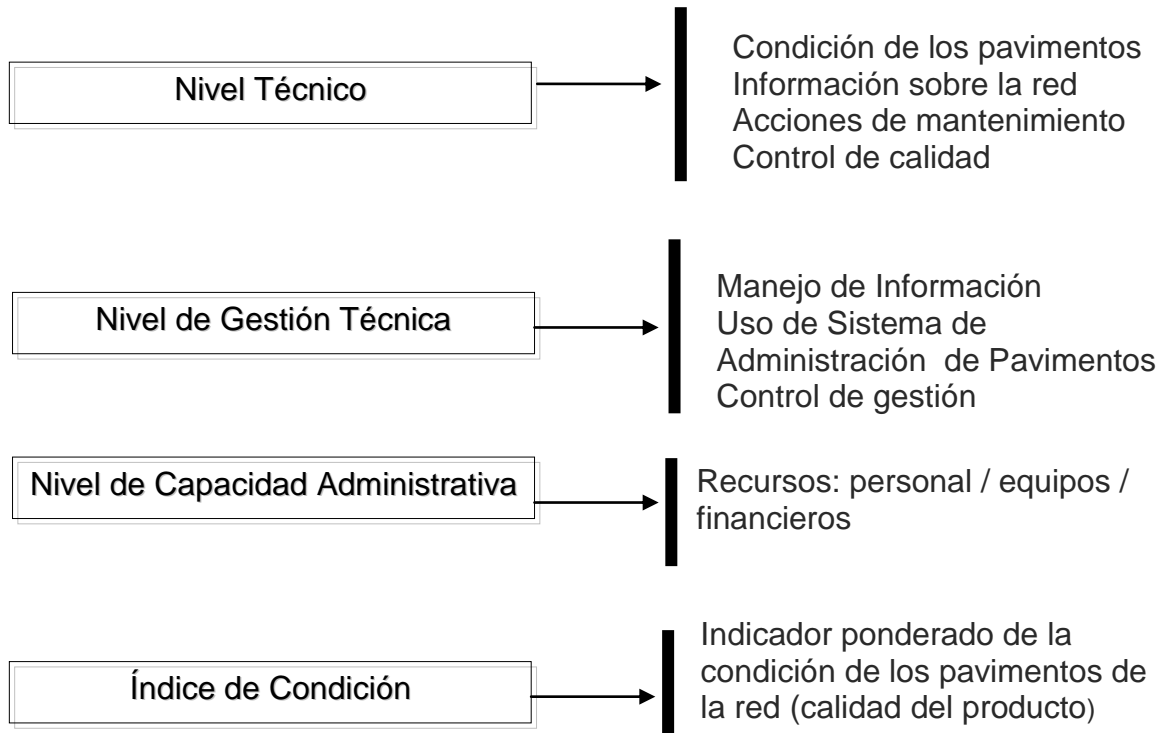 Nivel Técnico
Condición de los pavimentos
Información sobre la red
Acciones de mantenimiento
Control de calidad
Nivel de Gestión Técnica
Manejo de Información
Uso de Sistema de
Administración de Pavimentos
Control de gestión
Nivel de Capacidad Administrativa
Recursos: personal / equipos /
financieros
Índice de Condición
Indicador ponderado de la
condición de los pavimentos de
la red (calidad del producto)